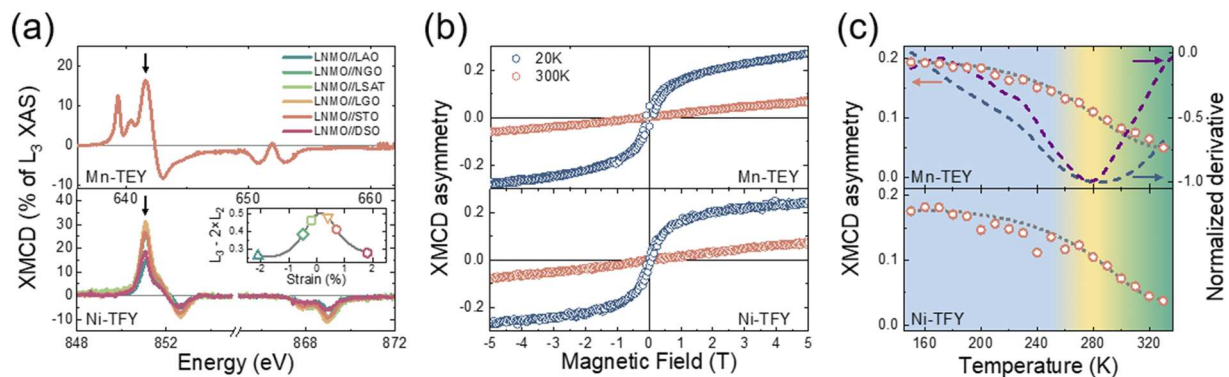 (a)
XMCD (% of L₃ XAS)
20
10
0
-10
Mn-TEY
640
650
660
LNMO//LAO
LNMO//NGO
LNMO//LSAT
LNMO//LGO
LNMO//STO
LNMO//DSO
40
30
20
10
0
-10
Ni-TFY
L₃ - 2× L₂
0.5
0.4
0.3
-2 -1 0 1 2
Strain (%)
848 852 868 872
Energy (eV)
(b)
XMCD asymmetry
20K
300K
0.2
0.0
-0.2
Mn-TEY
0.2
0.0
-0.2
Ni-TFY
-5 -4 -3 -2 -1 0 1 2 3 4 5
Magnetic Field (T)
(c)
XMCD asymmetry
0.2
0.1
0.0
Mn-TEY
0.2
0.1
0.0
Ni-TFY
160 200 240 280 320
Temperature (K)
0.0
-0.5
-1.0
Normalized derivative